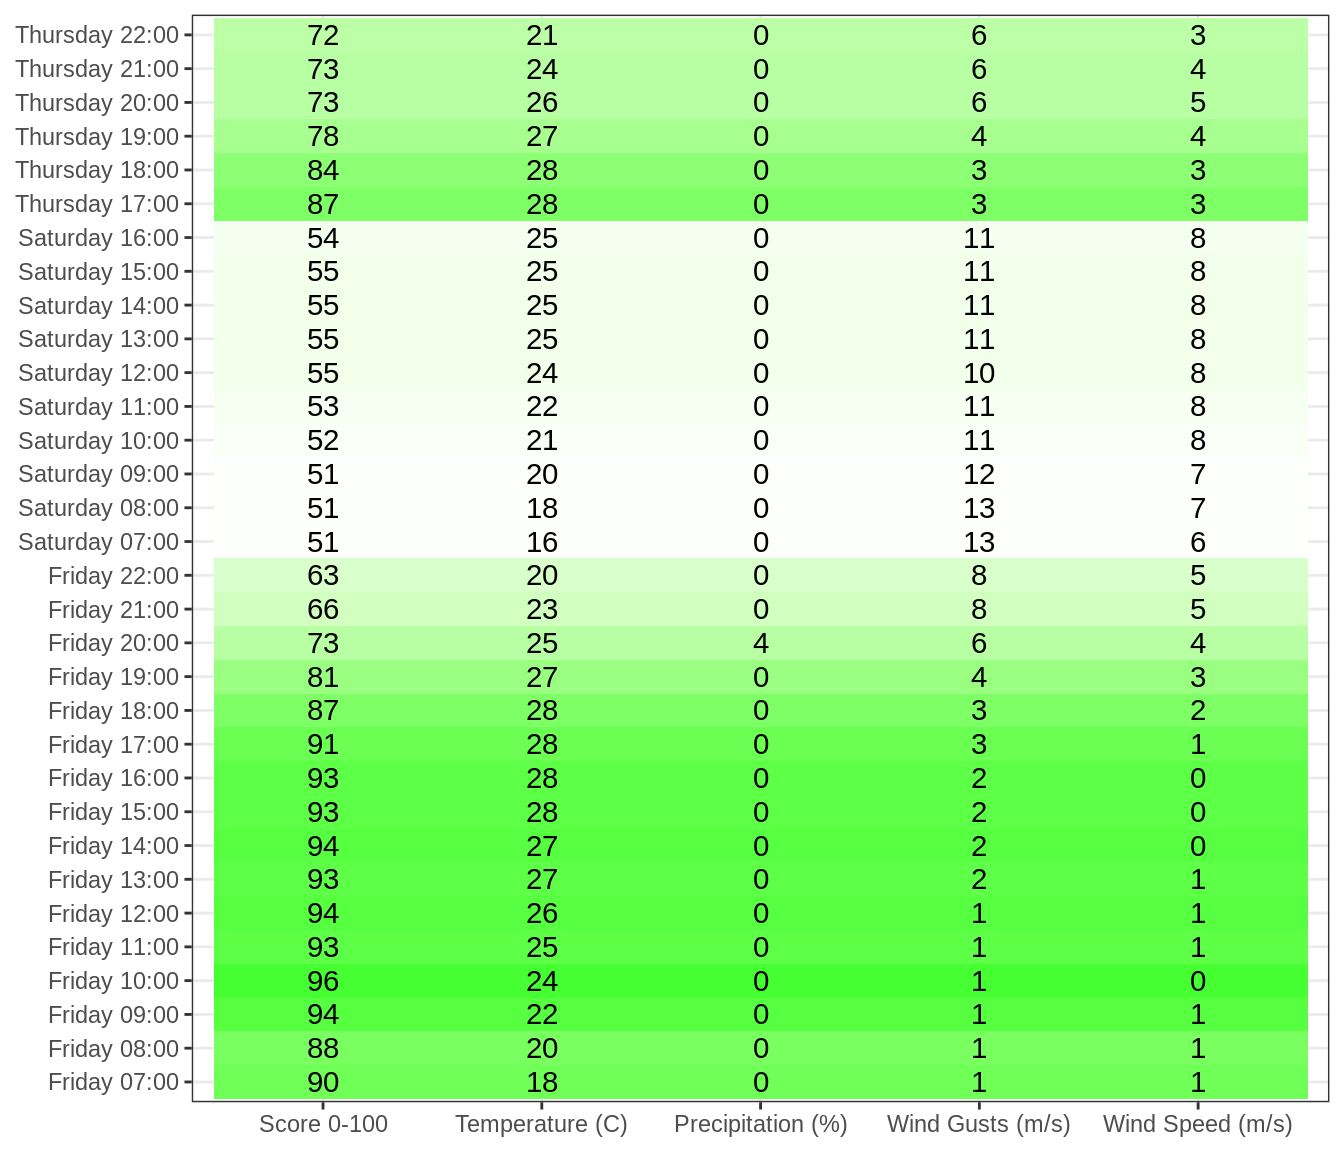 Thursday 22:00 72 21 0 6 3
Thursday 21:00 73 24 0 6 4
Thursday 20:00 73 26 0 6 5
Thursday 19:00 78 27 0 4 4
Thursday 18:00 84 28 0 3 3
Thursday 17:00 87 28 0 3 3
Saturday 16:00 54 25 0 11 8
Saturday 15:00 55 25 0 11 8
Saturday 14:00 55 25 0 11 8
Saturday 13:00 55 25 0 11 8
Saturday 12:00 55 24 0 10 8
Saturday 11:00 53 22 0 11 8
Saturday 10:00 52 21 0 11 8
Saturday 09:00 51 20 0 12 7
Saturday 08:00 51 18 0 13 7
Saturday 07:00 51 16 0 13 6
Friday 22:00 63 20 0 8 5
Friday 21:00 66 23 0 8 5
Friday 20:00 73 25 4 6 4
Friday 19:00 81 27 0 4 3
Friday 18:00 87 28 0 3 2
Friday 17:00 91 28 0 3 1
Friday 16:00 93 28 0 2 0
Friday 15:00 93 28 0 2 0
Friday 14:00 94 27 0 2 0
Friday 13:00 93 27 0 2 1
Friday 12:00 94 26 0 1 1
Friday 11:00 93 25 0 1 1
Friday 10:00 96 24 0 1 0
Friday 09:00 94 22 0 1 1
Friday 08:00 88 20 0 1 1
Friday 07:00 90 18 0 1 1
Score 0-100 Temperature (C) Precipitation (%) Wind Gusts (m/s) Wind Speed (m/s)